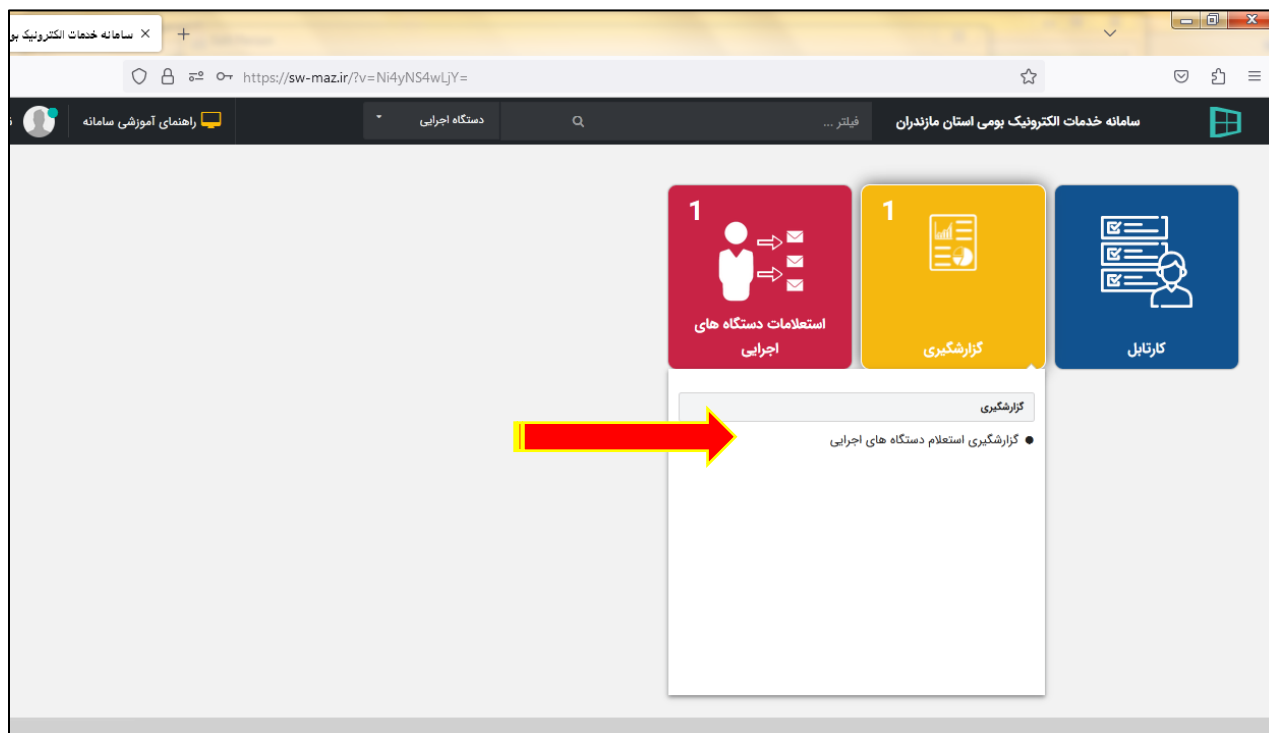 سامانه خدمات الکترونیک بو
https://sw-maz.ir/?v=Ni4yNS4wLjY=
سامانه خدمات الکترونیک بومی استان مازندران
فیلتر ...
دستگاه اجرایی
راهنمای آموزشی سامانه
کارتابل
1
گزارشگیری
1
استعلامات دستگاه های
اجرایی
گزارشگیری
گزارشگیری استعلام دستگاه های اجرایی